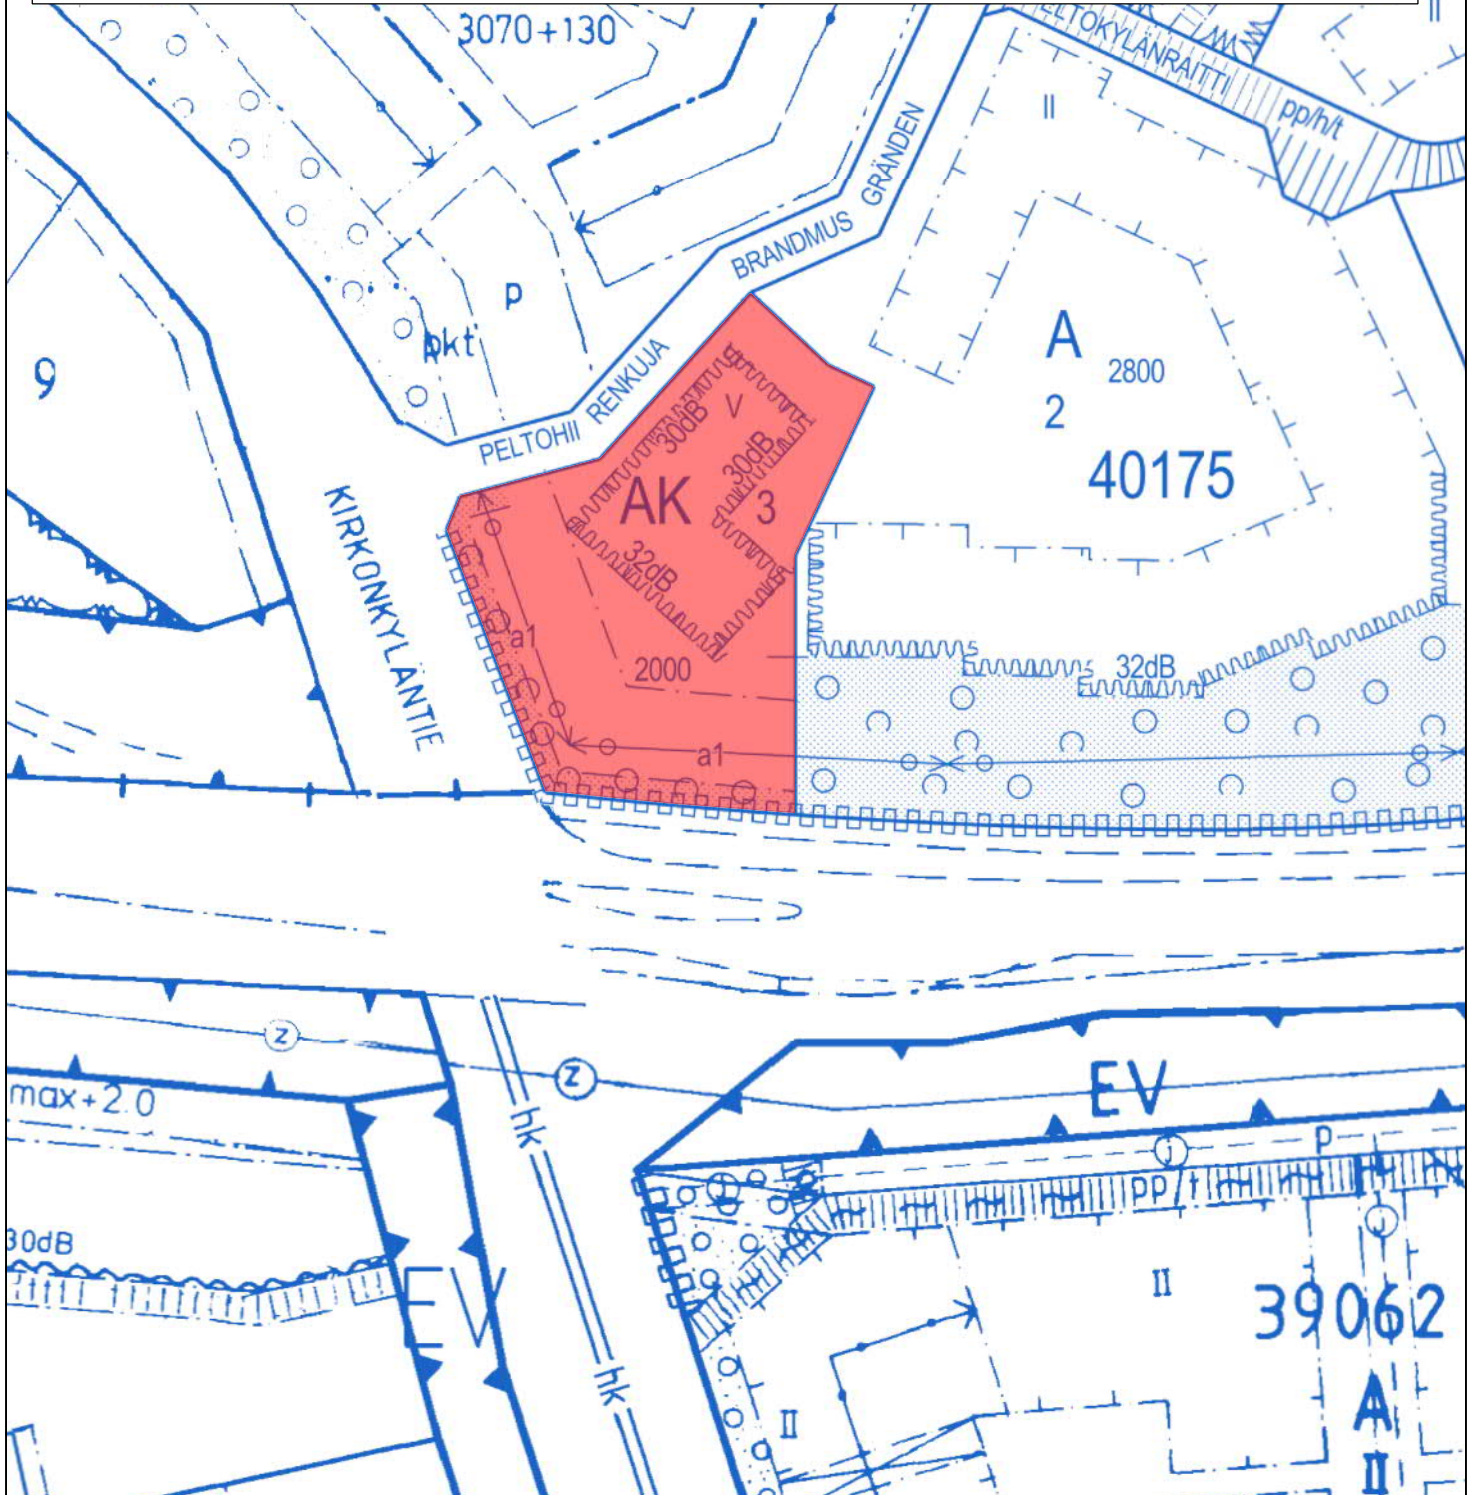 3070+130
II
PELTOKYLÄNRAITTI
pp/h/t
II
BRANDMUS GRÄNDEN
p
pkt
9
PELTOHII RENKUJA
A
2800
2
40175
V
30dB
30dB
AK
3
32dB
KIRKONKYLÄNTIE
a1
2000
32dB
a1
z
z
EV
max+2.0
hk
p
j
pp/t
j
j
30dB
EV
II
39062
hk
A
II
II